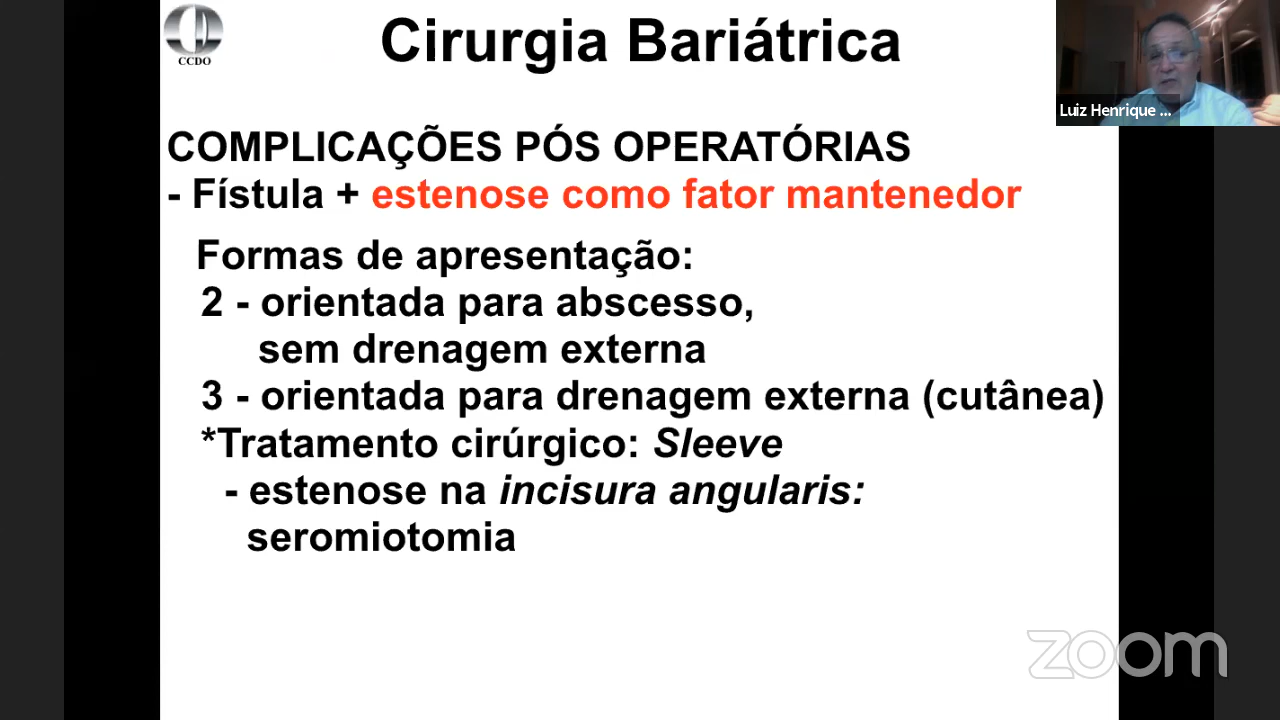 Cirurgia Bariátrica
CCDO
Luiz Henrique ...
COMPLICAÇÕES PÓS OPERATÓRIAS
- Fístula + estenose como fator mantenedor
Formas de apresentação:
2 - orientada para abscesso,
sem drenagem externa
3 - orientada para drenagem externa (cutânea)
*Tratamento cirúrgico: Sleeve
- estenose na incisura angularis:
seromiotomia
zoom